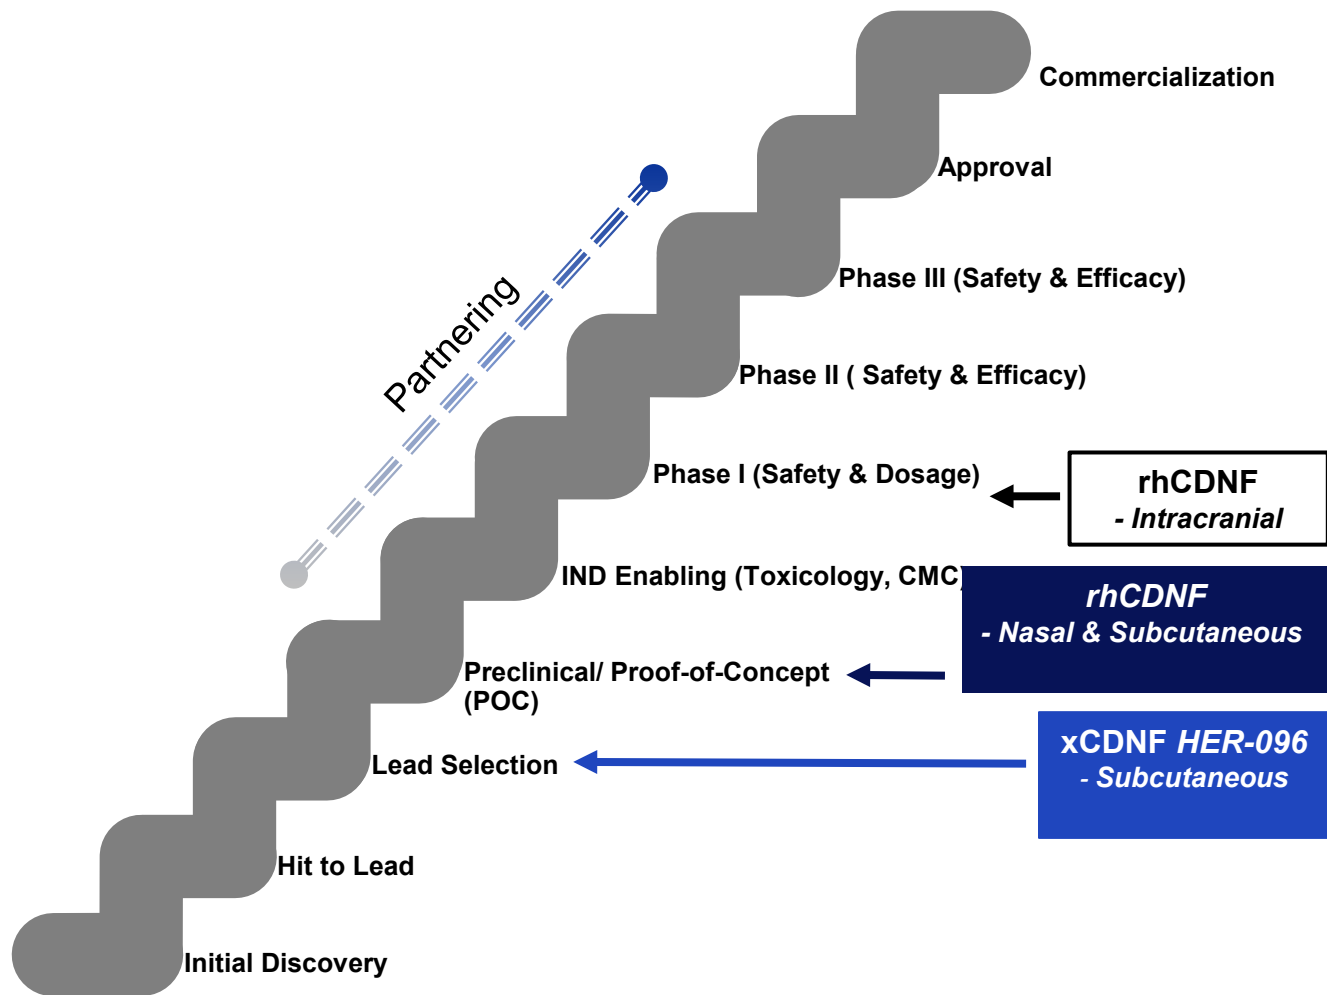 Commercialization
Approval
Phase III (Safety & Efficacy)
Partnering
Phase II ( Safety & Efficacy)
Phase I (Safety & Dosage)
rhCDNF
- Intracranial
IND Enabling (Toxicology, CMC)
rhCDNF
- Nasal & Subcutaneous
Preclinical/ Proof-of-Concept
(POC)
xCDNF HER-096
- Subcutaneous
Lead Selection
Hit to Lead
Initial Discovery